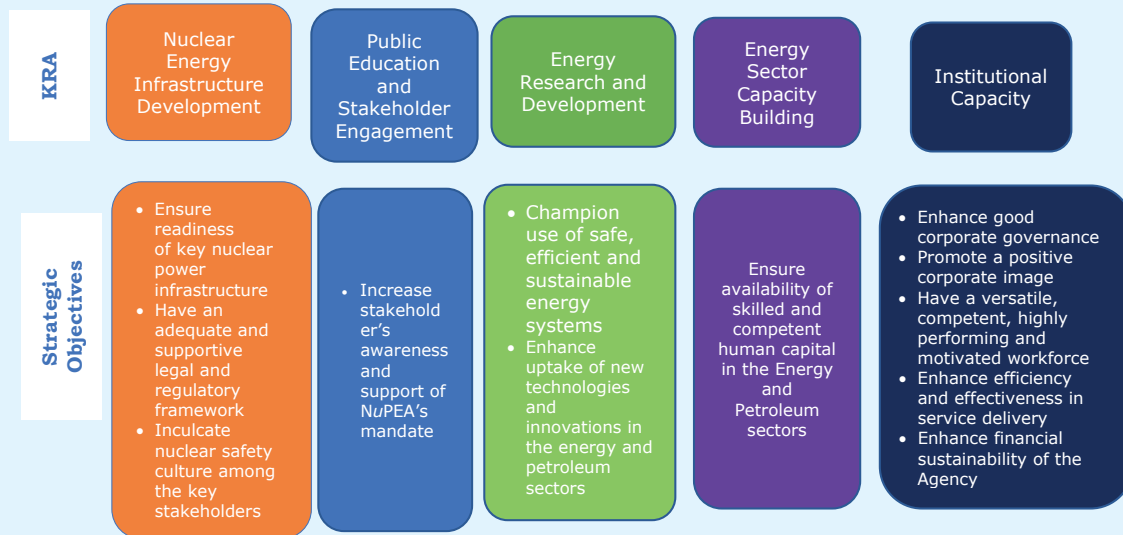 KRA
Nuclear
Energy
Infrastructure
Development
Public
Education
and
Stakeholder
Engagement
Energy
Research and
Development
Energy
Sector
Capacity
Building
Institutional
Capacity
Strategic
Objectives
• Ensure
readiness
of key nuclear
power
infrastructure
• Have an
adequate and
supportive
legal and
regulatory
framework
• Inculcate
nuclear safety
culture among
the key
stakeholders
• Increase
stakehold
er’s
awareness
and
support of
NuPEA’s
mandate
• Champion
use of safe,
efficient and
sustainable
energy
systems
• Enhance
uptake of new
technologies
and
innovations in
the energy and
petroleum
sectors
Ensure
availability of
skilled and
competent
human capital
in the Energy
and
Petroleum
sectors
• Enhance good
corporate governance
• Promote a positive
corporate image
• Have a versatile,
competent, highly
performing and
motivated workforce
• Enhance efficiency
and effectiveness in
service delivery
• Enhance financial
sustainability of the
Agency